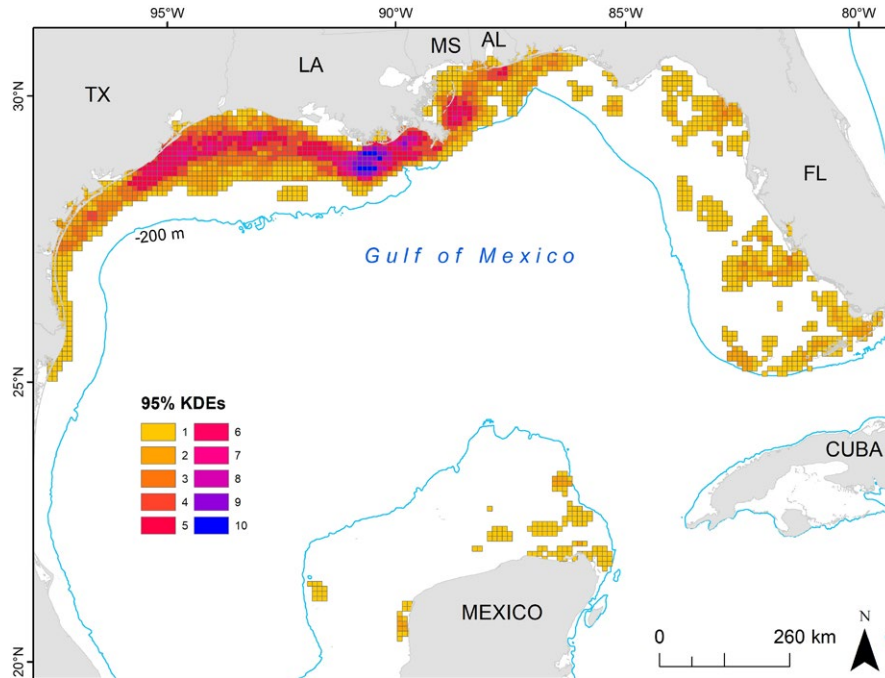 95°W 90°W 85°W 80°W
MS AL
LA
TX
30°N
FL
-200 m
Gulf of Mexico
25°N
95% KDEs
1 6
2 7
3 8
4 9
5 10
CUBA
MEXICO
N
0 260 km
20°N